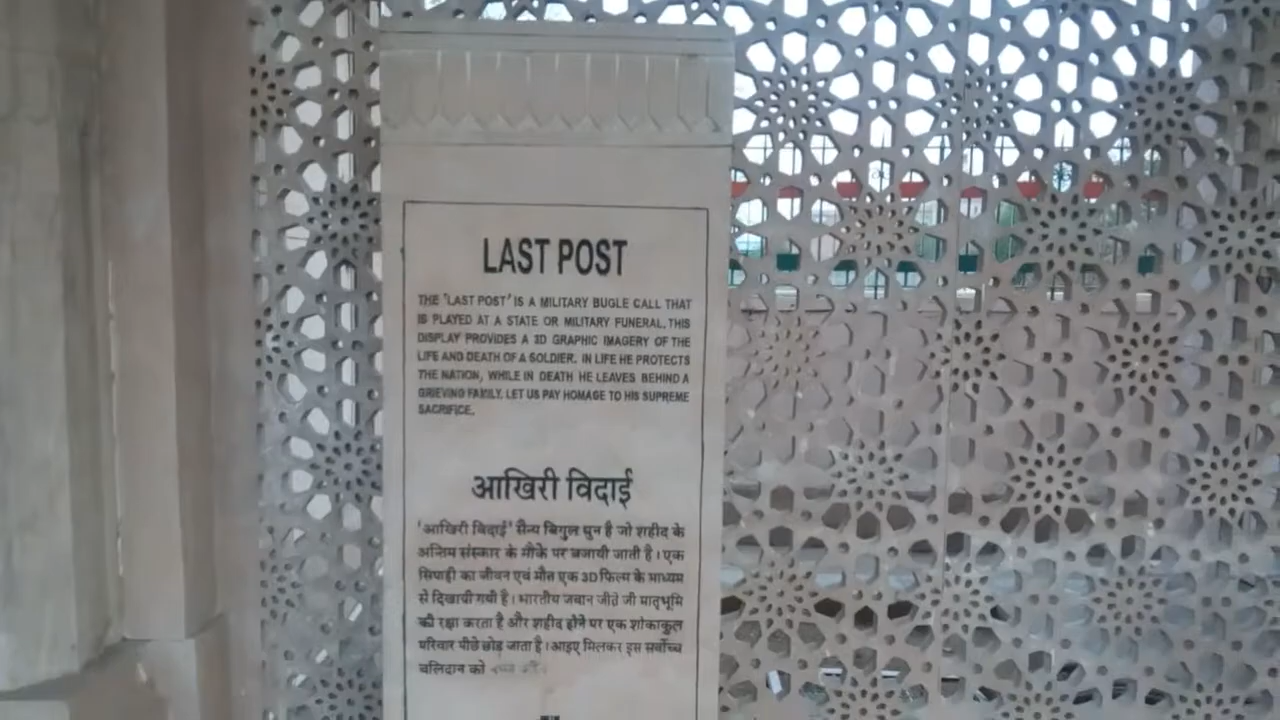 LAST POST
THE 'LAST POST' IS A MILITARY BUGLE CALL THAT
IS PLAYED AT A STATE OR MILITARY FUNERAL. THIS
DISPLAY PROVIDES A 3D GRAPHIC IMAGERY OF THE
LIFE AND DEATH OF A SOLDIER. IN LIFE HE PROTECTS
THE NATION, WHILE IN DEATH HE LEAVES BEHIND A
GRIEVING FAMILY. LET US PAY HOMAGE TO HIS SUPREME
SACRIFICE.
आखिरी विदाई
'आखिरी विदाई' सैन्य बिगुल धुन है जो शहीद के
अन्तिम संस्कार के मौके पर बजायी जाती है। एक
सिपाही का जीवन एवं मौत एक 3D फिल्म के माध्यम
से दिखायी गयी है। भारतीय जवान जीते जी मातृभूमि
की रक्षा करता है और शहीद होने पर एक शोकाकुल
परिवार पीछे छोड़ जाता है। आइए मिलकर इस सर्वोच्च
बलिदान को